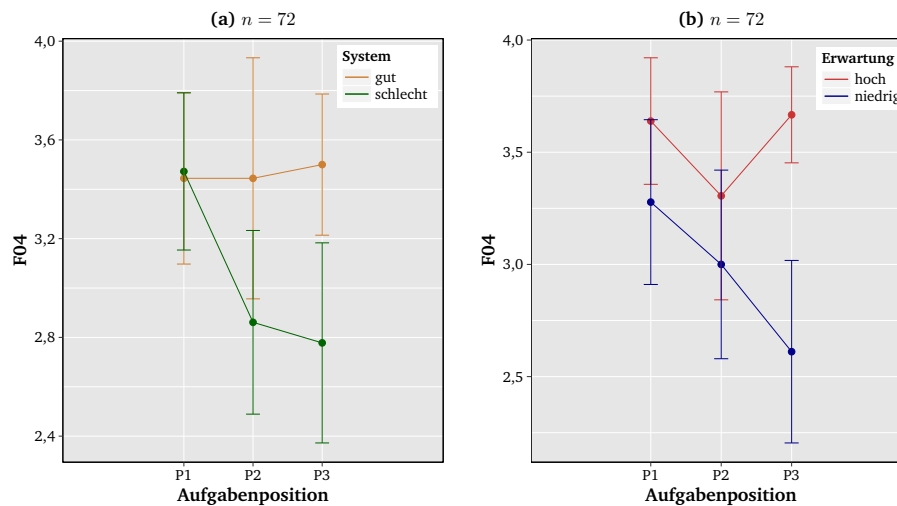 (a) n = 72
4,0
3,6
3,2
2,8
2,4
F04
System
gut
schlecht
P1 P2 P3
Aufgabenposition
(b) n = 72
4,0
3,5
3,0
2,5
F04
Erwartung
hoch
niedrig
P1 P2 P3
Aufgabenposition